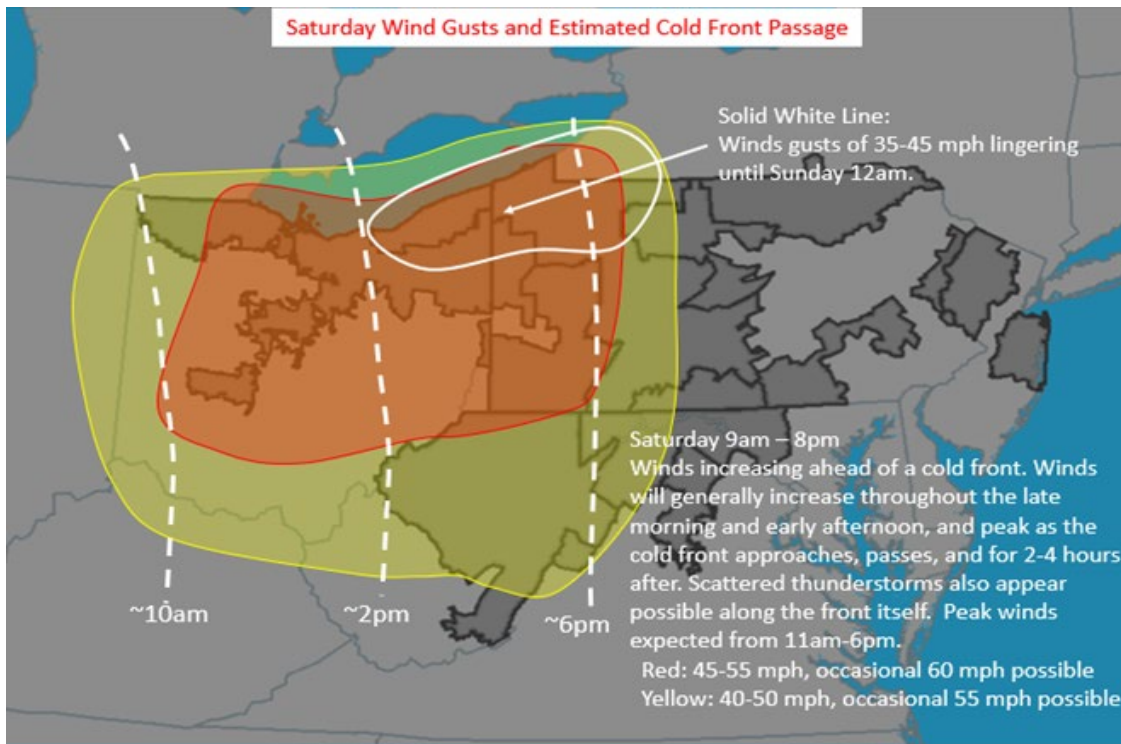 Saturday Wind Gusts and Estimated Cold Front Passage
Solid White Line:
Winds gusts of 35-45 mph lingering
until Sunday 12am.
Saturday 9am – 8pm
Winds increasing ahead of a cold front. Winds
will generally increase throughout the late
morning and early afternoon, and peak as the
cold front approaches, passes, and for 2-4 hours
after. Scattered thunderstorms also appear
possible along the front itself.  Peak winds
expected from 11am-6pm.
Red: 45-55 mph, occasional 60 mph possible
Yellow: 40-50 mph, occasional 55 mph possible
~10am
~2pm
~6pm